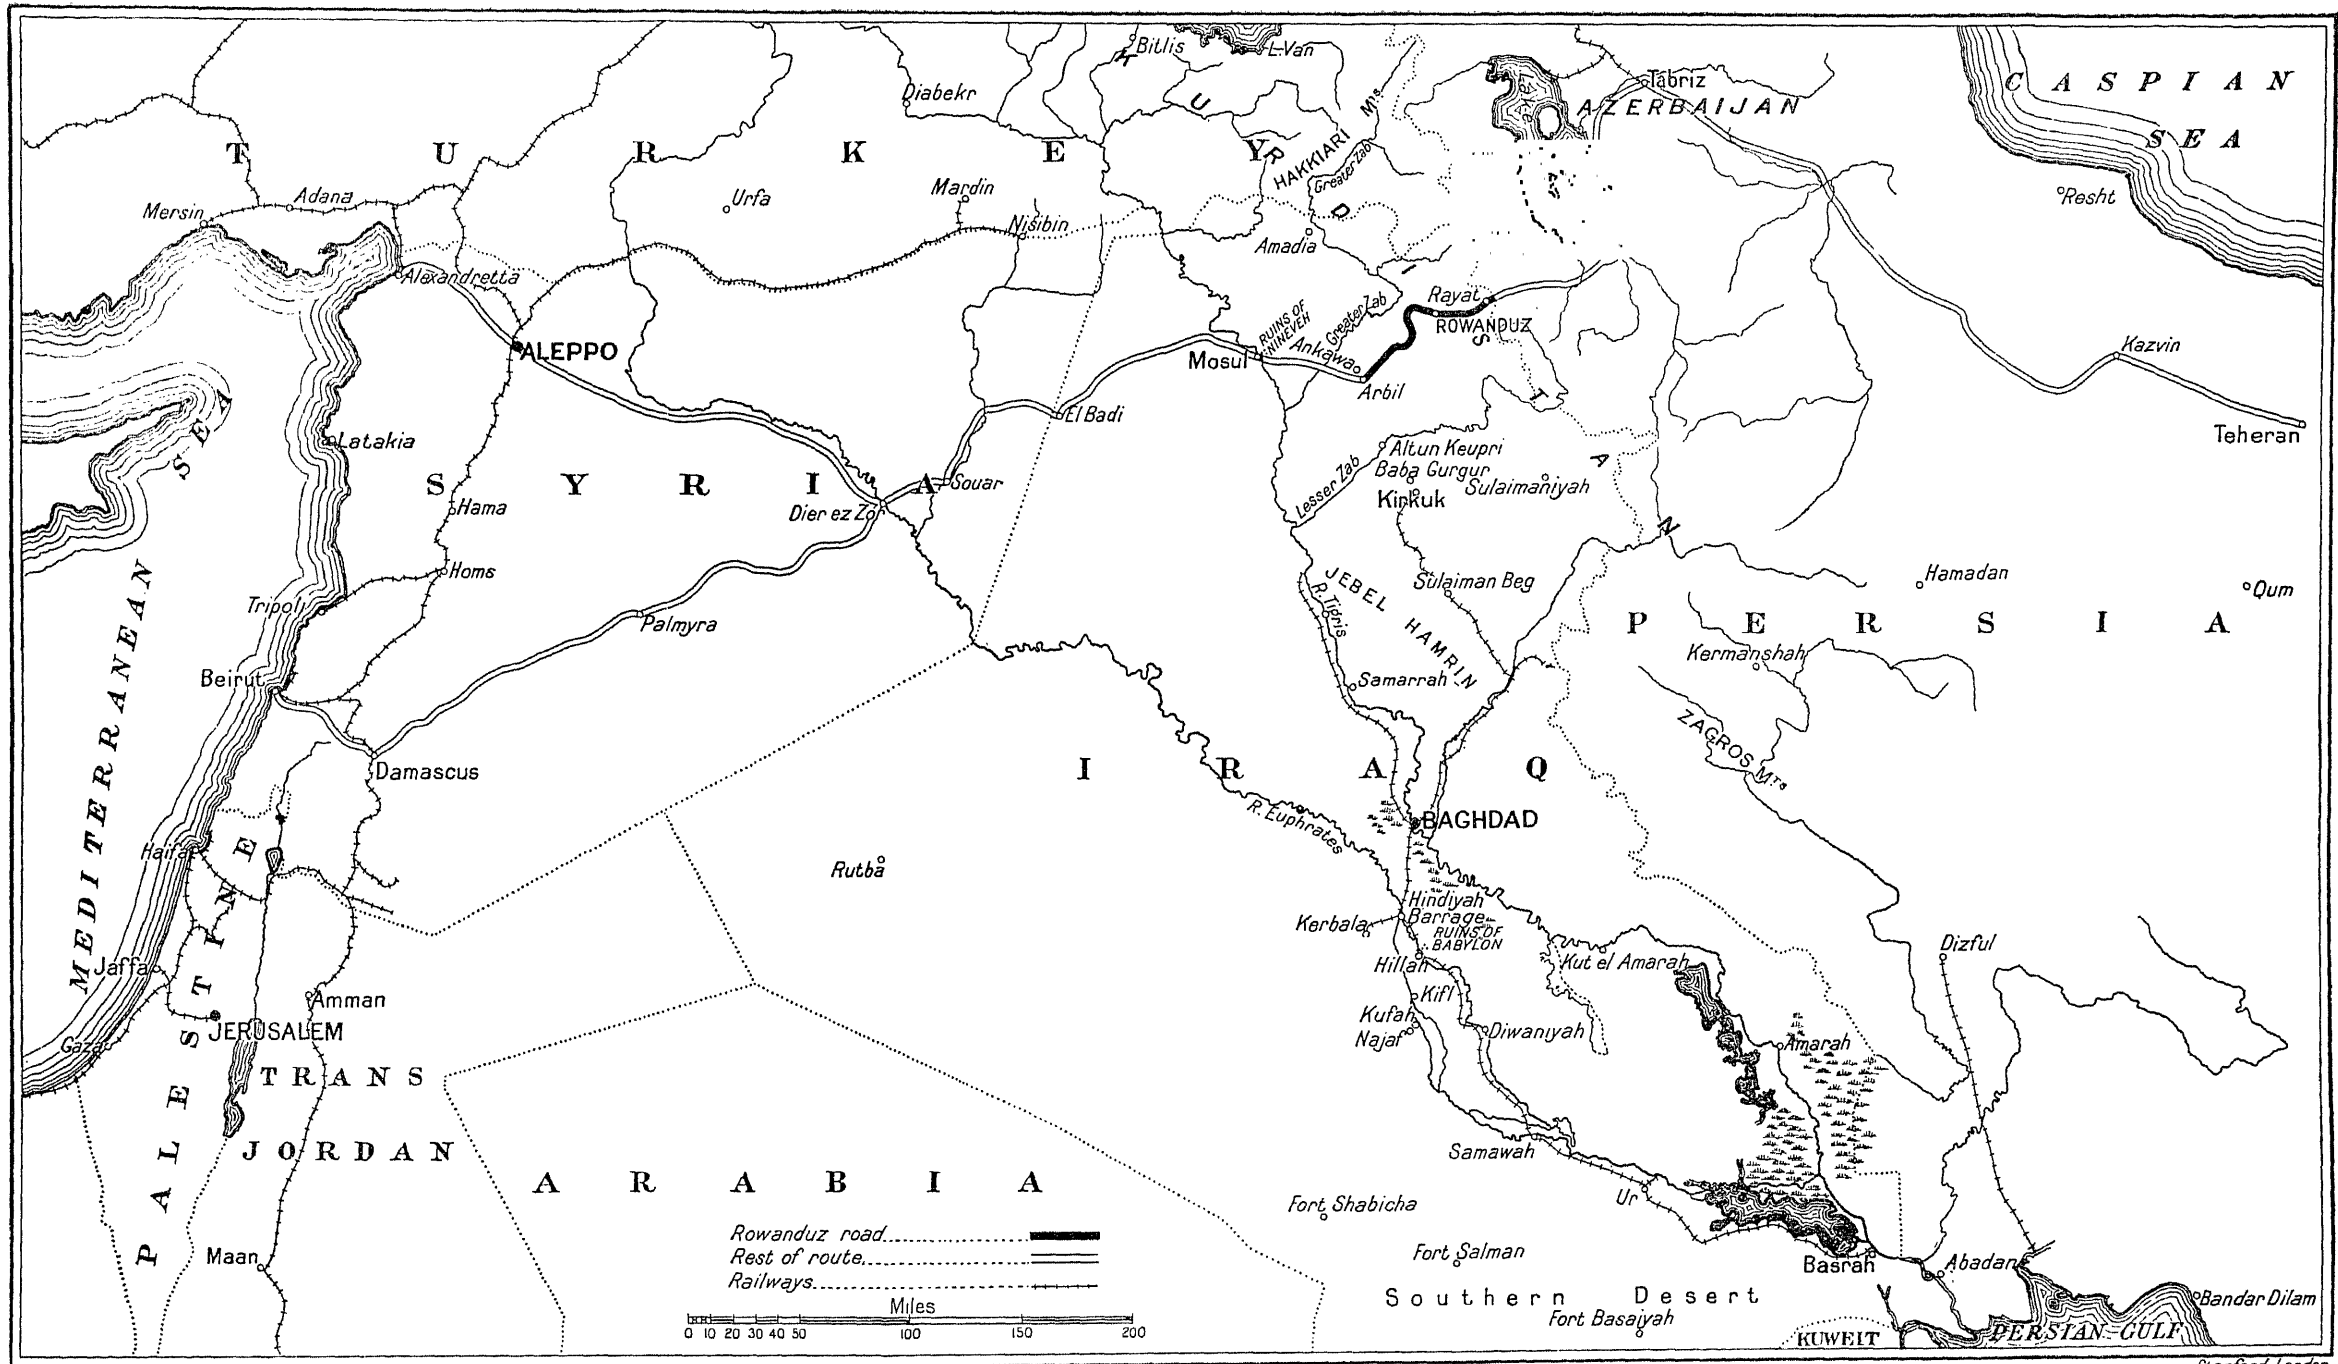 Bitlis
L. Van
Tabriz
AZERBAIJAN
CASPIAN
SEA
Diabekr
TURKEY
KURDISTAN
HAKKIARI Mts
Greater Zab
Resht
Mersin
Adana
Urfa
Mardin
Nisibin
Amadia
Alexandretta
Rayat
ROWANDUZ
Greater Zab
RUINS OF
NINEVEH
Ankawa
Mosul
Arbil
ALEPPO
Kazvin
Teheran
El Badi
Latakia
Altun Keupri
Baba Gurgur
Kirkuk
Sulaimaniyah
Lesser Zab
SYRIA
Souar
Hama
Dier ez Zor
Homs
JEBEL HAMRIN
R. Tigris
Sulaiman Beg
Hamadan
Qum
Tripoli
Palmyra
PERSIA
Kermanshah
Beirut
Samarrah
ZAGROS Mts
MEDITERRANEAN SEA
Damascus
IRAQ
R. Euphrates
BAGHDAD
Haifa
Rutba
Hindiyah
Barrage
Kerbala
RUINS OF
BABYLON
Hillah
Kut el Amarah
Dizful
Jaffa
Amman
Kifl
Kufah
Najaf
Diwaniyah
Amarah
JERUSALEM
Gaza
PALESTINE
TRANS
JORDAN
Samawah
ARABIA
Ur
Fort Shabicha
Fort Salman
Basrah
Abadan
Maan
Southern Desert
Fort Basaiyah
Bandar Dilam
KUWEIT
PERSIAN GULF
Rowanduz road
Rest of route
Railways
Miles
0 10 20 30 40 50 100 150 200